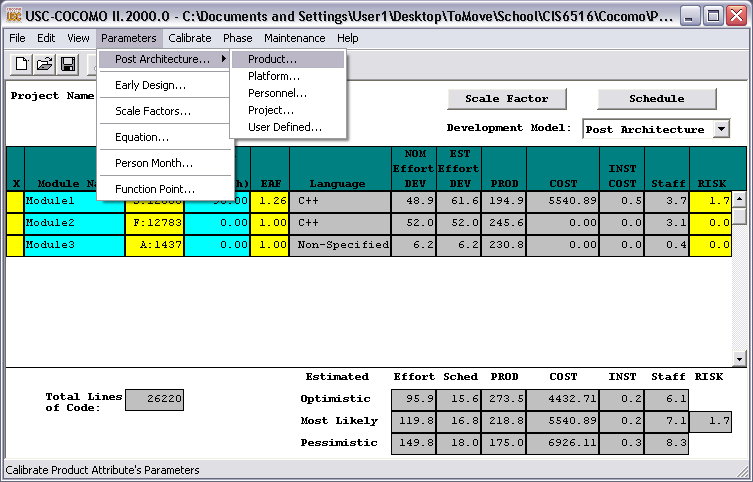 USC-COCOMO II.2000.0 - C:\Documents and Settings\User1\Desktop\ToMove\School\CIS6516\Cocomo\P...
File Edit View Parameters Calibrate Phase Maintenance Help
Post Architecture...
Early Design...
Scale Factors...
Equation...
Person Month...
Function Point...
Product...
Platform...
Personnel...
Project...
User Defined...
Project Name
Scale Factor Schedule
Development Model: Post Architecture
X Module Na h) EAF Language NOM Effort DEV EST Effort DEV PROD COST INST COST Staff RISK
Module1 1.26 C++ 48.9 61.6 194.9 5540.89 0.5 3.7 1.7
Module2 F:12783 0.00 1.00 C++ 52.0 52.0 245.6 0.00 0.0 3.1 0.0
Module3 A:1437 0.00 1.00 Non-Specified 6.2 6.2 230.8 0.00 0.0 0.4 0.0
Estimated Effort Sched PROD COST INST Staff RISK
Total Lines of Code: 26220
Optimistic 95.9 15.6 273.5 4432.71 0.2 6.1
Most Likely 119.8 16.8 218.8 5540.89 0.2 7.1 1.7
Pessimistic 149.8 18.0 175.0 6926.11 0.3 8.3
Calibrate Product Attribute's Parameters